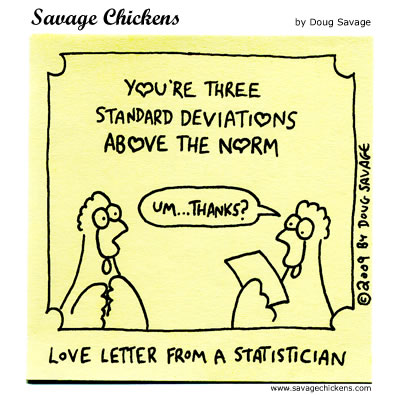 Savage Chickens
by Doug Savage
YOU'RE THREE
STANDARD DEVIATIONS
ABOVE THE NORM
UM...THANKS?
©2009 BY DOUG SAVAGE
LOVE LETTER FROM A STATISTICIAN
www.savagechickens.com